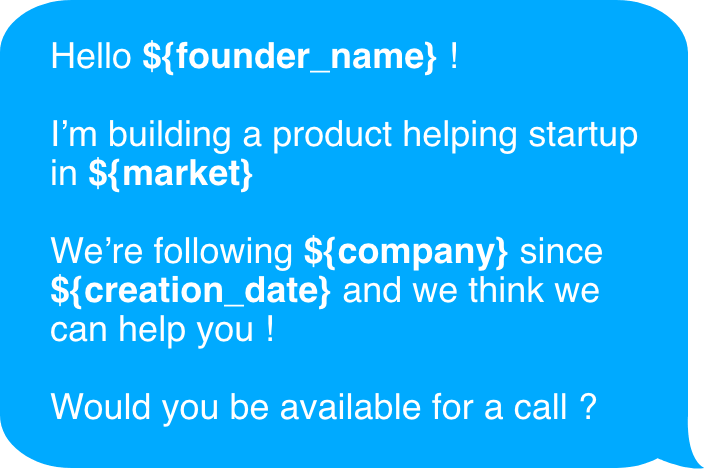 Hello ${founder_name} !
I’m building a product helping startup
in ${market}
We’re following ${company} since
${creation_date} and we think we
can help you !
Would you be available for a call ?